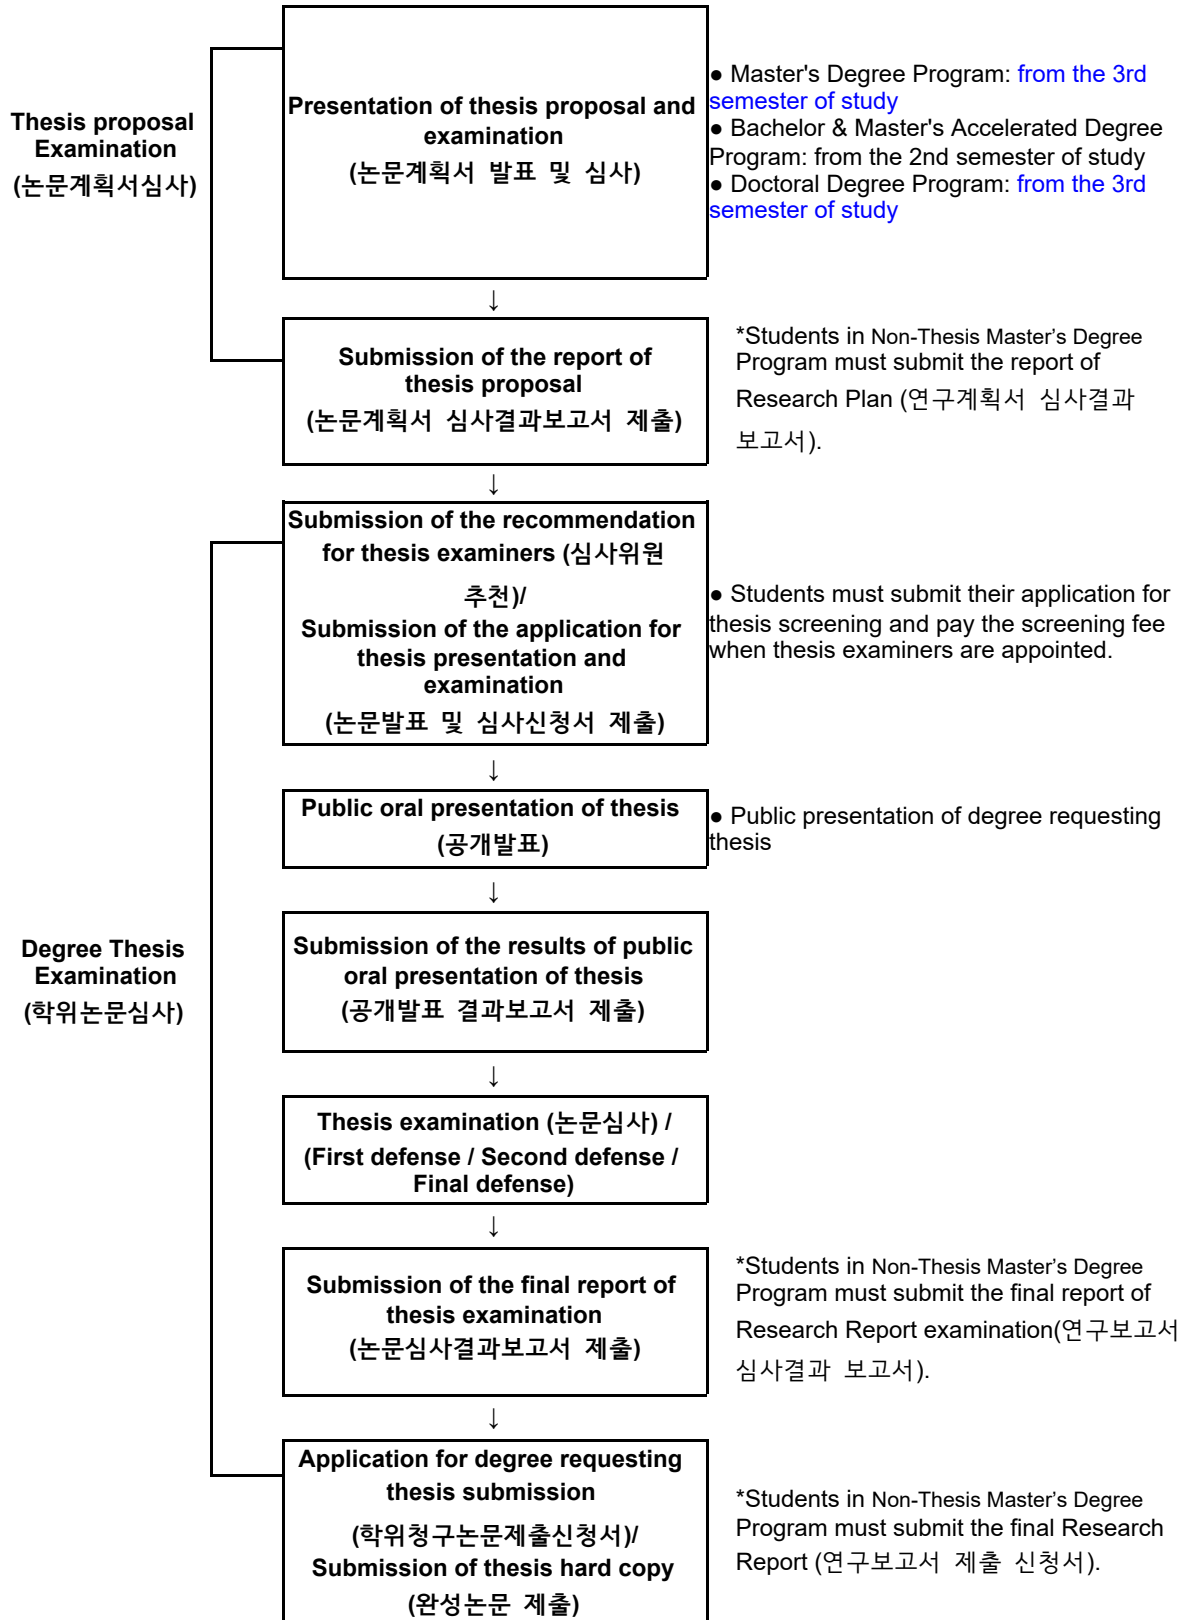 Thesis proposal
Examination
(논문계획서심사)
Presentation of thesis proposal and
examination
(논문계획서 발표 및 심사)
● Master's Degree Program: from the 3rd
semester of study
● Bachelor & Master's Accelerated Degree
Program: from the 2nd semester of study
● Doctoral Degree Program: from the 3rd
semester of study
↓
Submission of the report of
thesis proposal
(논문계획서 심사결과보고서 제출)
*Students in Non-Thesis Master’s Degree
Program must submit the report of
Research Plan (연구계획서 심사결과
보고서).
↓
Degree Thesis
Examination
(학위논문심사)
Submission of the recommendation
for thesis examiners (심사위원
추천)/
Submission of the application for
thesis presentation and
examination
(논문발표 및 심사신청서 제출)
● Students must submit their application for
thesis screening and pay the screening fee
when thesis examiners are appointed.
↓
Public oral presentation of thesis
(공개발표)
● Public presentation of degree requesting
thesis
↓
Submission of the results of public
oral presentation of thesis
(공개발표 결과보고서 제출)
↓
Thesis examination (논문심사) /
(First defense / Second defense /
Final defense)
↓
Submission of the final report of
thesis examination
(논문심사결과보고서 제출)
*Students in Non-Thesis Master’s Degree
Program must submit the final report of
Research Report examination(연구보고서
심사결과 보고서).
↓
Application for degree requesting
thesis submission
(학위청구논문제출신청서)/
Submission of thesis hard copy
(완성논문 제출)
*Students in Non-Thesis Master’s Degree
Program must submit the final Research
Report (연구보고서 제출 신청서).